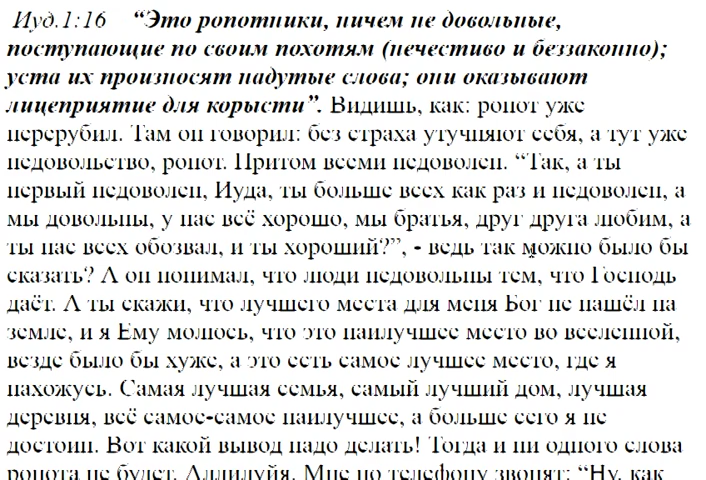 Иуд.1:16 “Это ропотники, ничем не довольные,
поступающие по своим похотям (нечестиво и беззаконно);
уста их произносят надутые слова; они оказывают
лицеприятие для корысти”. Видишь, как: ропот уже
перерубил. Там он говорил: без страха утучняют себя, а тут уже
недовольство, ропот. Притом всеми недоволен. “Так, а ты
первый недоволен, Иуда, ты больше всех как раз и недоволен, а
мы довольны, у нас всё хорошо, мы братья, друг друга любим, а
ты нас всех обозвал, и ты хороший?”, - ведь так можно было бы
сказать? А он понимал, что люди недовольны тем, что Господь
даёт. А ты скажи, что лучшего места для меня Бог не нашёл на
земле, и я Ему молюсь, что это наилучшее место во вселенной,
везде было бы хуже, а это есть самое лучшее место, где я
нахожусь. Самая лучшая семья, самый лучший дом, лучшая
деревня, всё самое-самое наилучшее, а больше сего я не
достоин. Вот какой вывод надо делать! Тогда и ни одного слова
ропота не будет. Аллилуйя. Мне по телефону звонят: “Ну, как